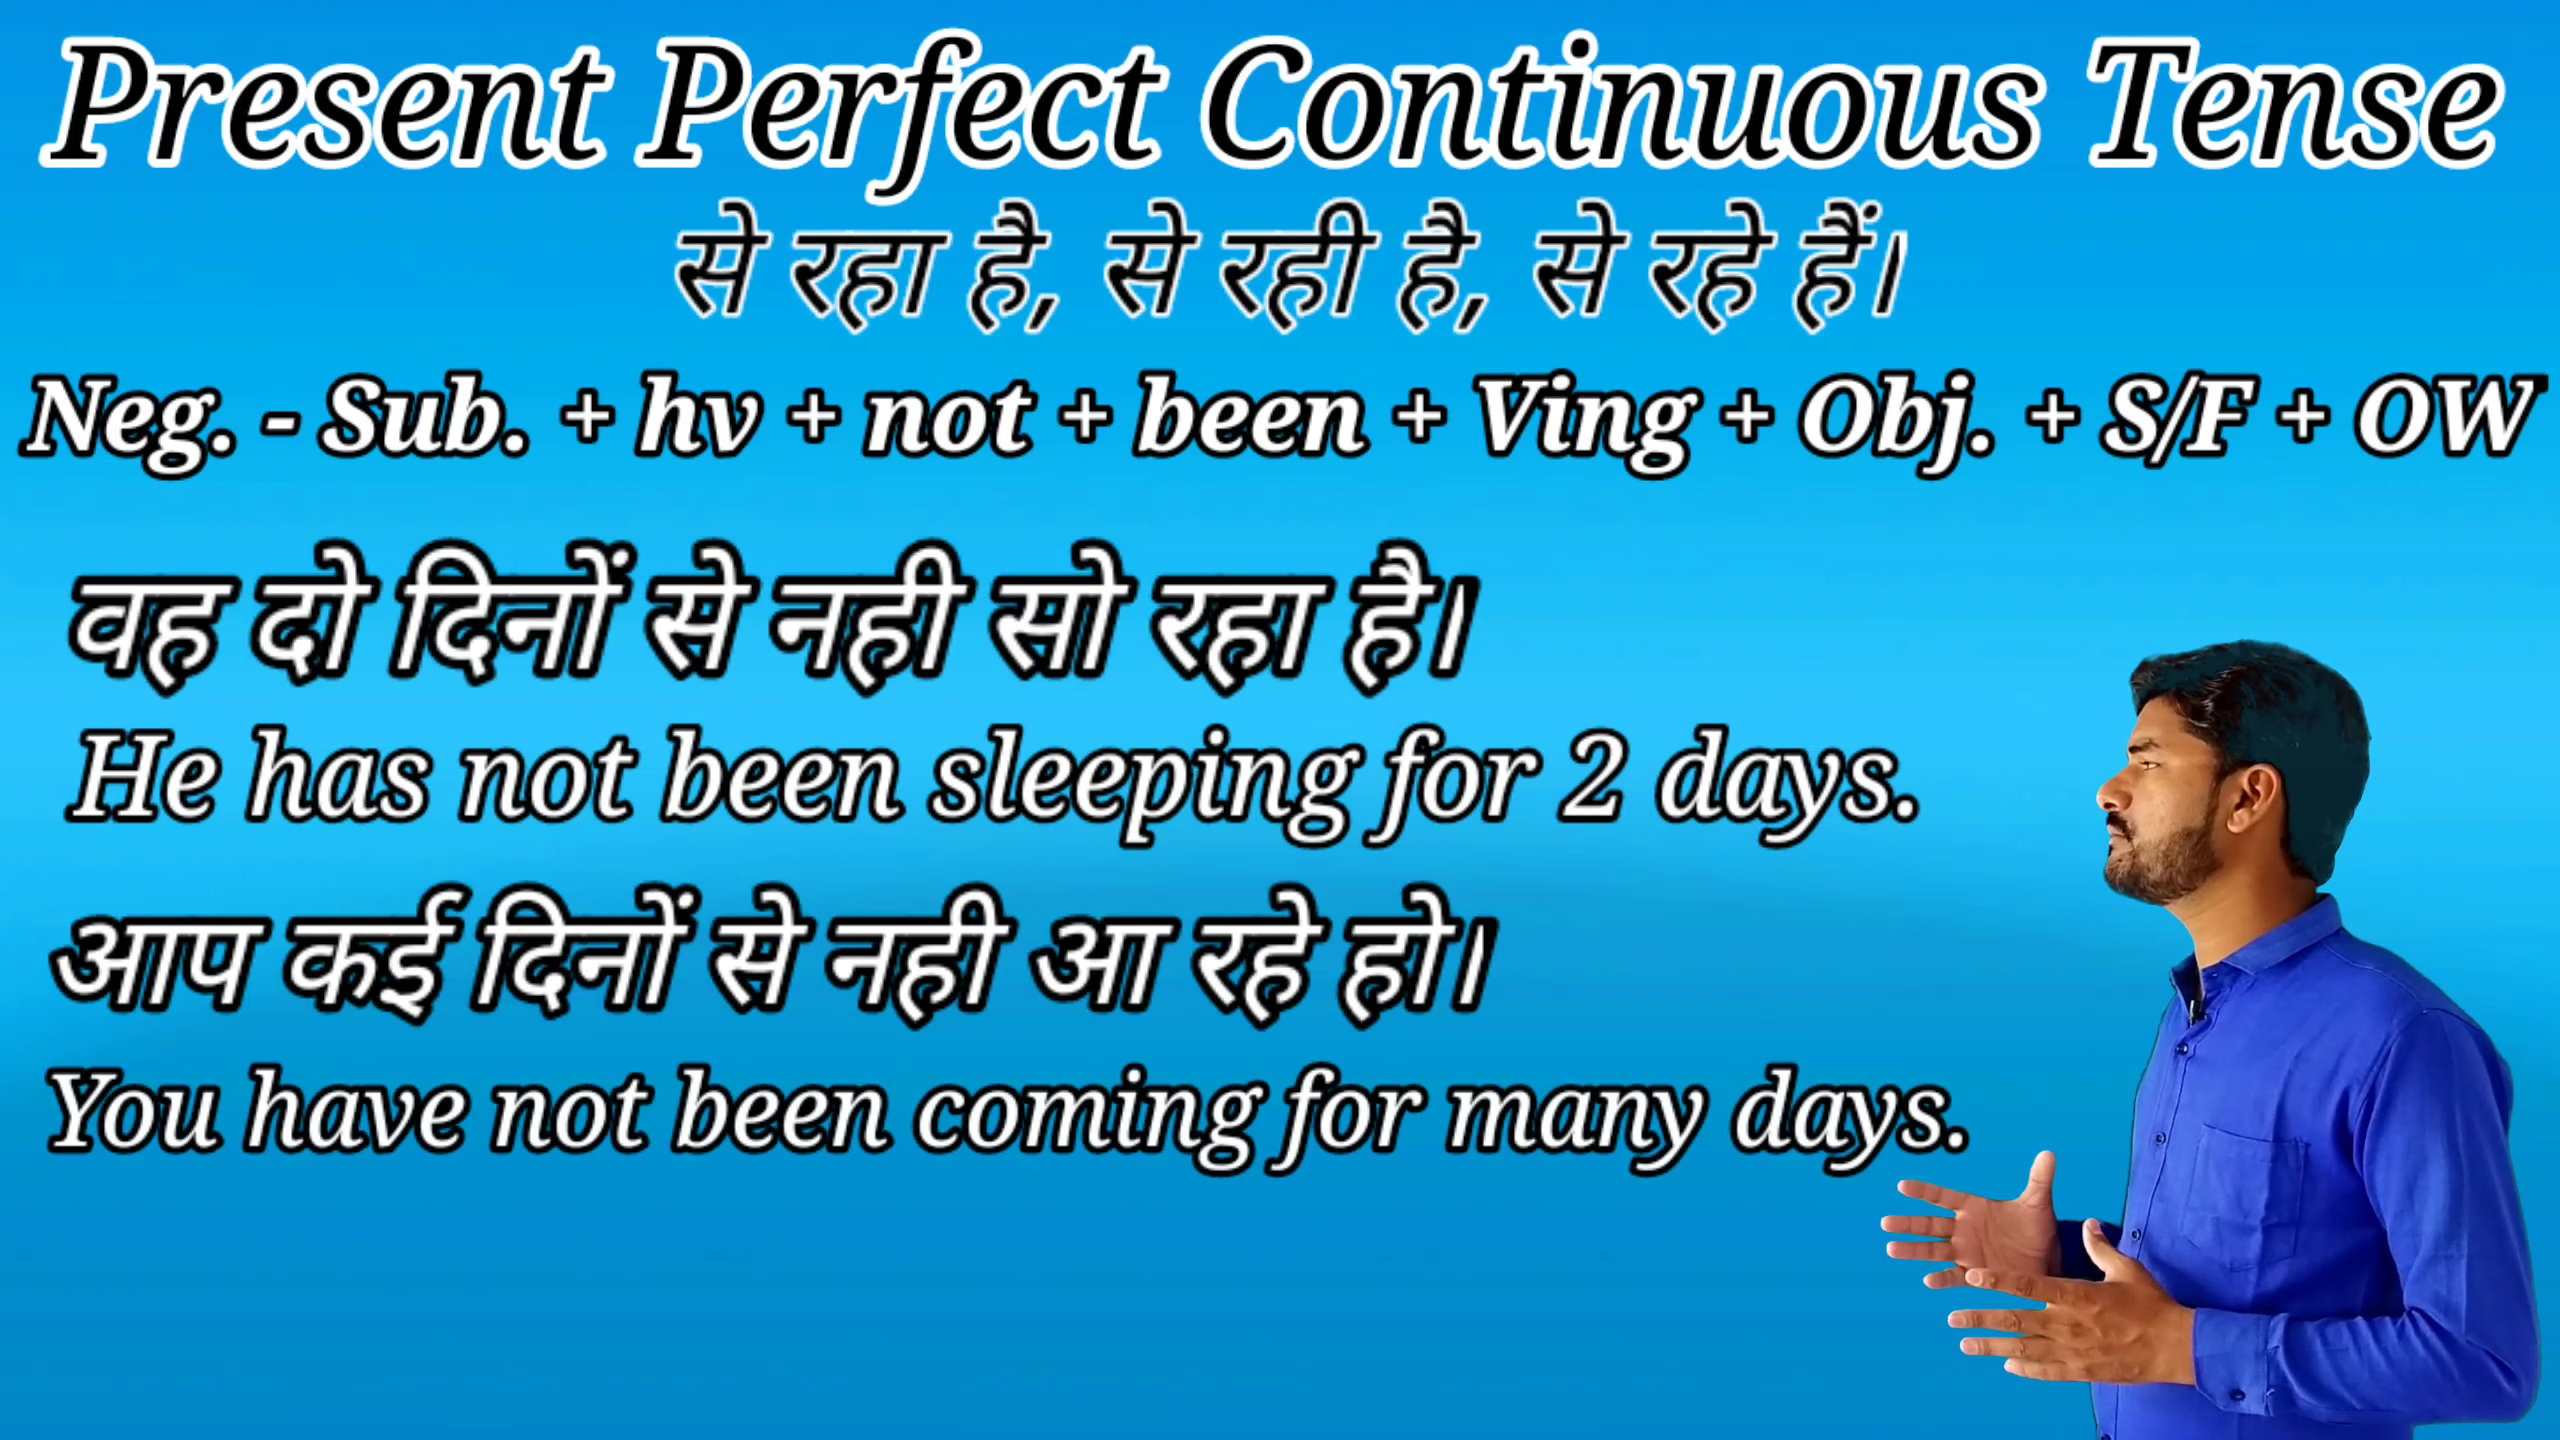 Present Perfect Continuous Tense
से रहा है, से रही है, से रहे हैं।
Neg. - Sub. + hv + not + been + Ving + Obj. + S/F + OW
वह दो दिनों से नही सो रहा है।
He has not been sleeping for 2 days.
आप कई दिनों से नही आ रहे हो।
You have not been coming for many days.